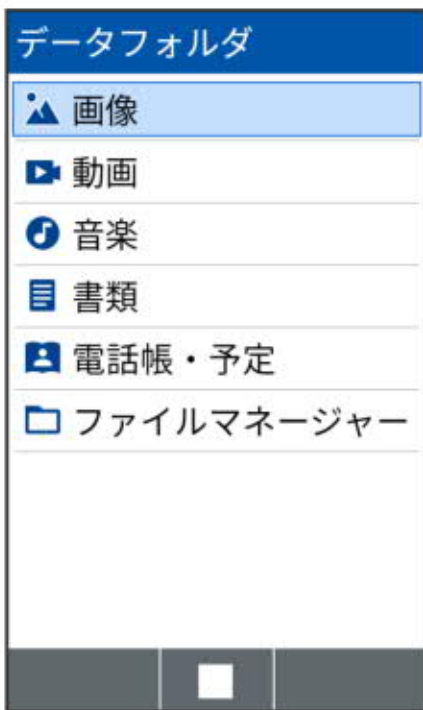 データフォルダ
画像
動画
音楽
書類
電話帳・予定
ファイルマネージャー